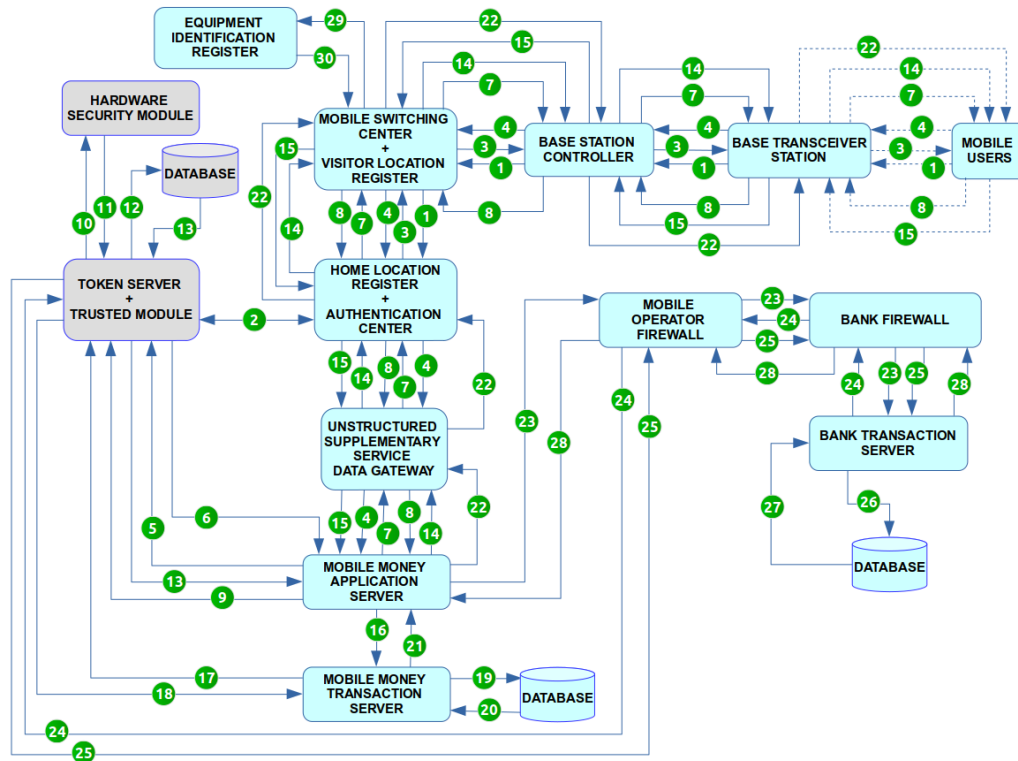 EQUIPMENT
IDENTIFICATION
REGISTER
29
30
22
15
14
7
22
14
7
HARDWARE
SECURITY MODULE
MOBILE SWITCHING
CENTER
+
VISITOR LOCATION
REGISTER
4
3
1
8
BASE STATION
CONTROLLER
14
7
4
3
1
8
15
22
BASE TRANSCEIVER
STATION
4
3
1
8
15
MOBILE
USERS
DATABASE
10
11
12
13
15
22
14
8
7
4
3
1
TOKEN SERVER
+
TRUSTED MODULE
2
HOME LOCATION
REGISTER
+
AUTHENTICATION
CENTER
MOBILE
OPERATOR
FIREWALL
23
24
25
28
BANK FIREWALL
15
14
8
7
4
22
24
23
25
28
24
25
23
28
UNSTRUCTURED
SUPPLEMENTARY
SERVICE
DATA GATEWAY
BANK TRANSACTION
SERVER
22
15
4
7
8
14
5
6
27
26
DATABASE
MOBILE MONEY
APPLICATION
SERVER
13
9
16
21
17
18
MOBILE MONEY
TRANSACTION
SERVER
19
20
DATABASE
24
25